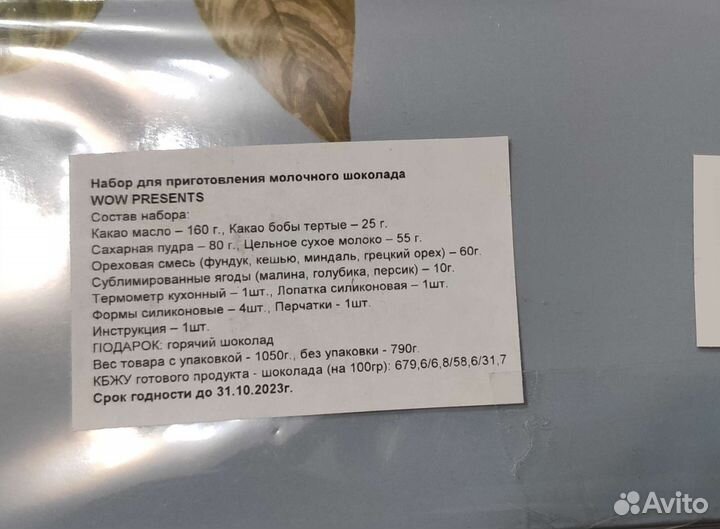 Набор для приготовления молочного шоколада
WOW PRESENTS
Состав набора:
Какао масло – 160 г., Какао бобы тертые – 25 г.
Сахарная пудра – 80 г., Цельное сухое молоко – 55 г.
Ореховая смесь (фундук, кешью, миндаль, грецкий орех) – 60г.
Сублимированные ягоды (малина, голубика, персик) – 10г.
Термометр кухонный – 1шт., Лопатка силиконовая – 1шт.
Формы силиконовые – 4шт., Перчатки - 1шт.
Инструкция – 1шт.
ПОДАРОК: горячий шоколад
Вес товара с упаковкой - 1050г., без упаковки - 790г.
КБЖУ готового продукта - шоколада (на 100гр): 679,6/6,8/58,6/31,7
Срок годности до 31.10.2023г.
Avito